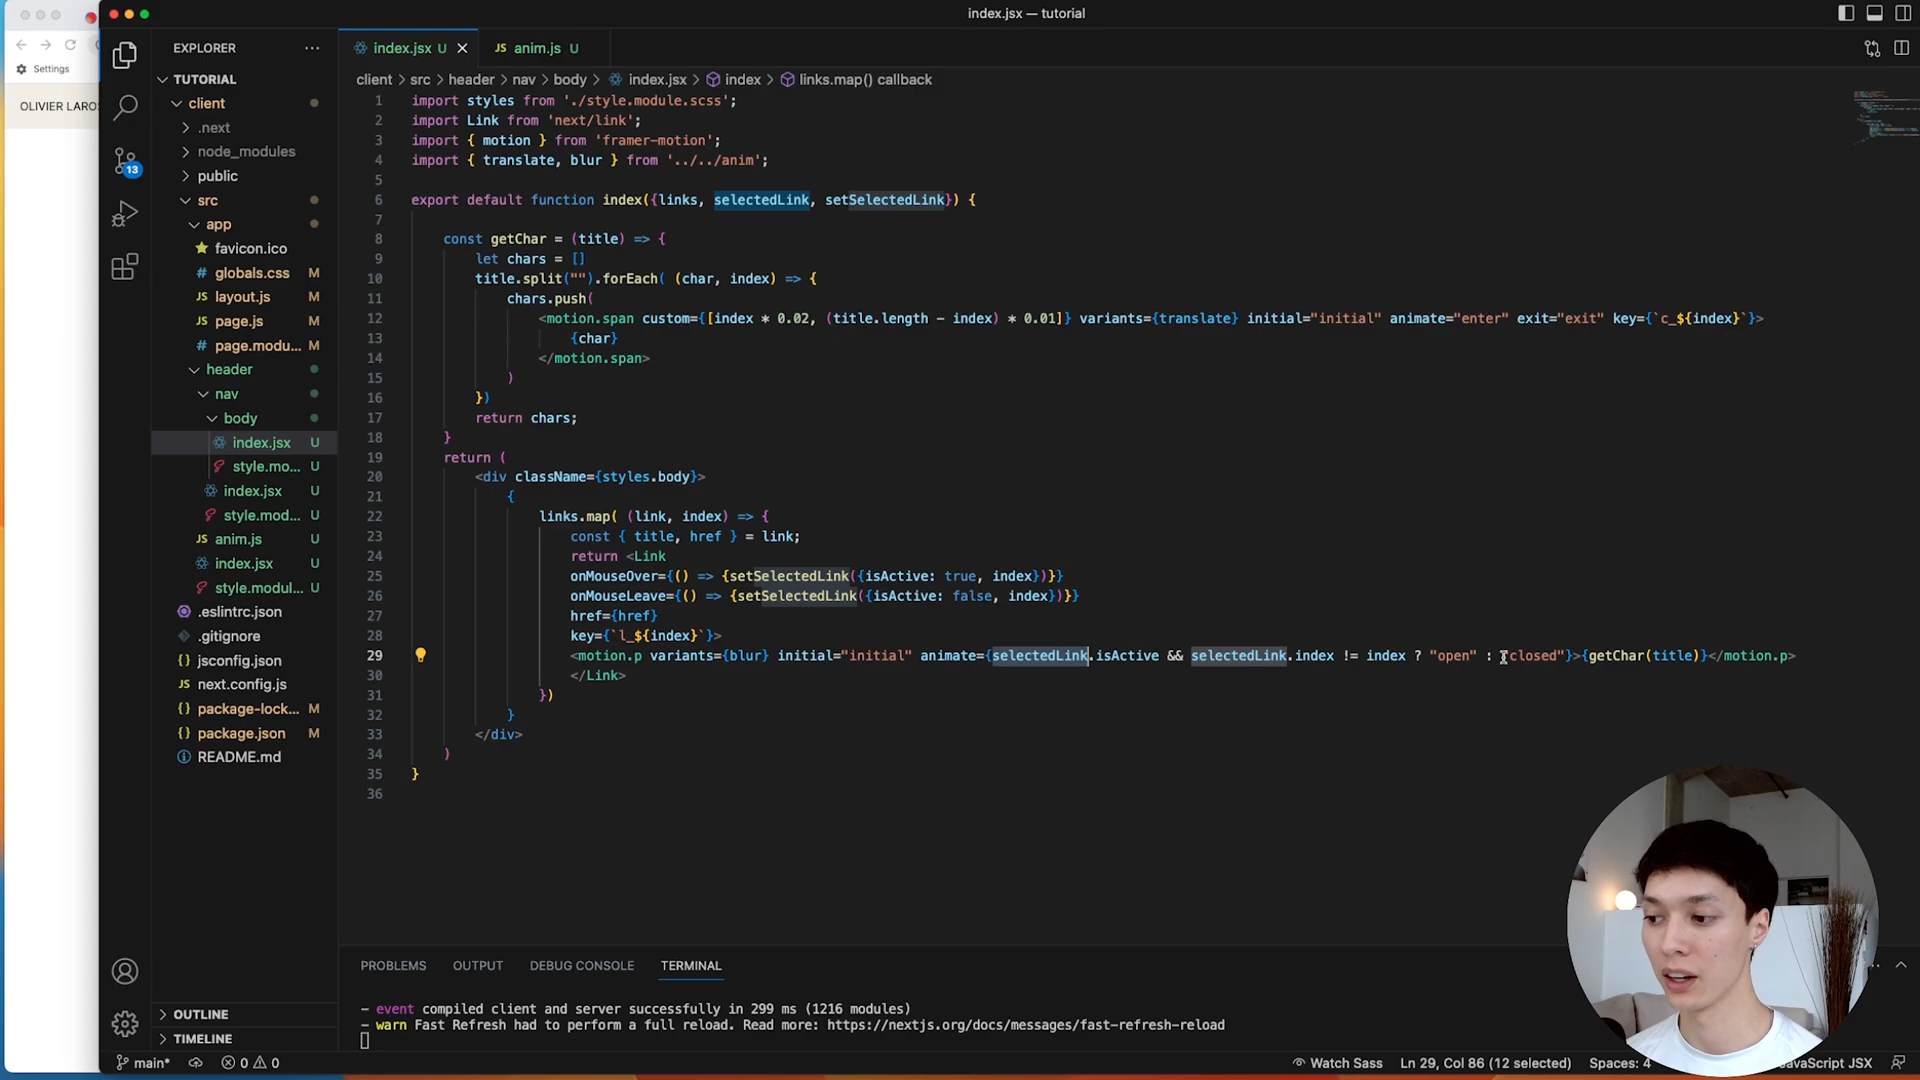 index.jsx — tutorial
Settings
OLIVIER LAROS
EXPLORER
TUTORIAL
client
.next
node_modules
public
src
app
favicon.ico
globals.css M
layout.js M
page.js M
page.modu... M
header
nav
body
index.jsx U
style.mo... U
index.jsx U
style.mod... U
anim.js U
index.jsx U
style.modul... U
.eslintrc.json
.gitignore
jsconfig.json
next.config.js
package-lock... M
package.json M
README.md
OUTLINE
TIMELINE
13
index.jsx U
JS anim.js U
client > src > header > nav > body > index.jsx > index > links.map() callback
1 import styles from './style.module.scss';
2 import Link from 'next/link';
3 import { motion } from 'framer-motion';
4 import { translate, blur } from '../../anim';
5
6 export default function index({links, selectedLink, setSelectedLink}) {
7
8 const getChar = (title) => {
9 let chars = []
10 title.split("").forEach( (char, index) => {
11 chars.push(
12 <motion.span custom={[index * 0.02, (title.length - index) * 0.01]} variants={translate} initial="initial" animate="enter" exit="exit" key={`c_${index}`}>
13 {char}
14 </motion.span>
15 )
16 })
17 return chars;
18 }
19 return (
20 <div className={styles.body}>
21 {
22 links.map( (link, index) => {
23 const { title, href } = link;
24 return <Link
25 onMouseOver={() => {setSelectedLink({isActive: true, index})}}
26 onMouseLeave={() => {setSelectedLink({isActive: false, index})}}
27 href={href}
28 key={`l_${index}`}>
29 <motion.p variants={blur} initial="initial" animate={selectedLink.isActive && selectedLink.index != index ? "open" : "closed"}>{getChar(title)}</motion.p>
30 </Link>
31 })
32 }
33 </div>
34 )
35 }
36
PROBLEMS OUTPUT DEBUG CONSOLE TERMINAL
- event compiled client and server successfully in 299 ms (1216 modules)
- warn Fast Refresh had to perform a full reload. Read more: https://nextjs.org/docs/messages/fast-refresh-reload
main* 0 0 Watch Sass Ln 29, Col 86 (12 selected) Spaces: 4 JavaScript JSX